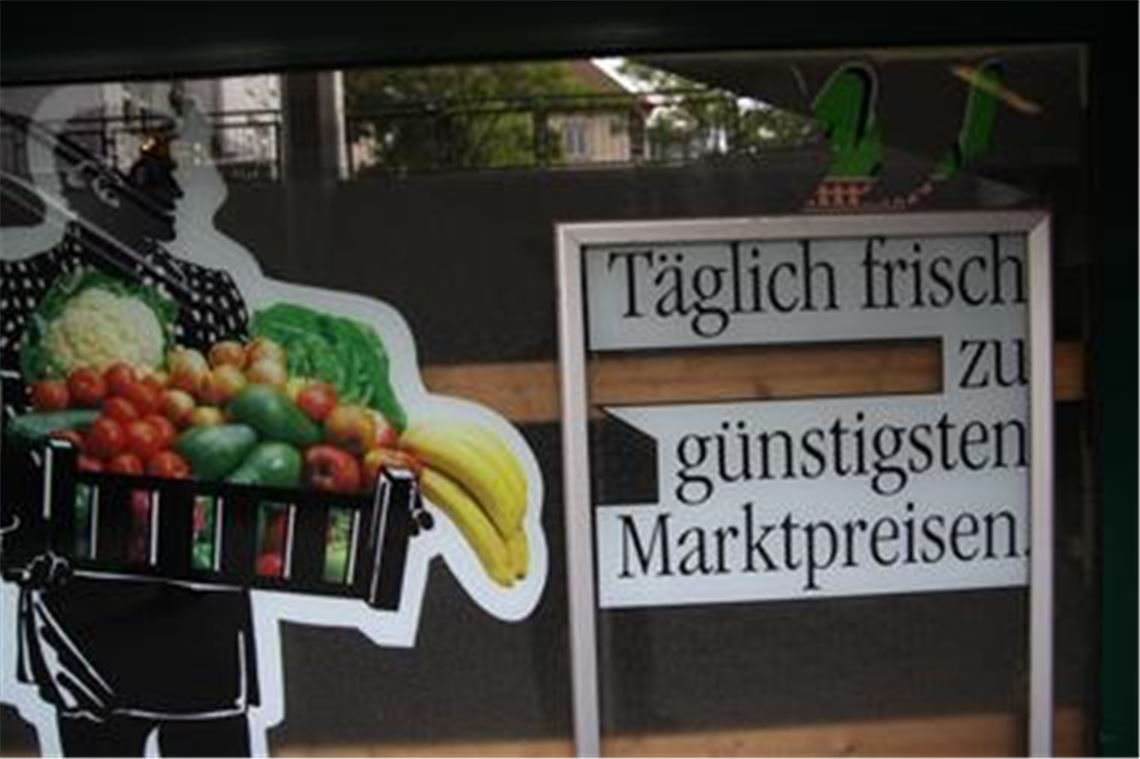 Täglich frisch
zu
günstigsten
Marktpreisen.